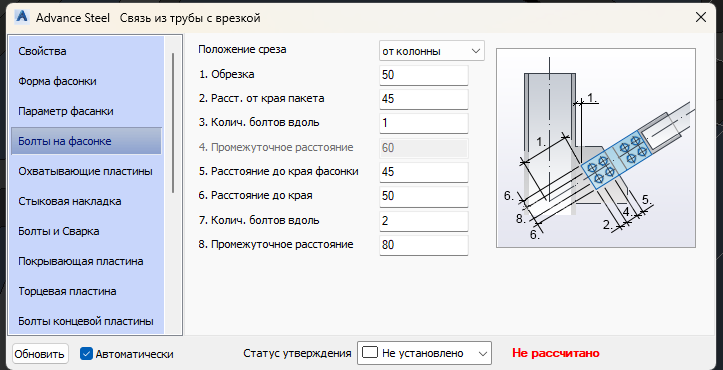 Advance Steel Связь из трубы с врезкой
Свойства
Форма фасонки
Параметр фасанки
Болты на фасонке
Охватывающие пластины
Стыковая накладка
Болты и Сварка
Покрывающая пластина
Торцевая пластина
Болты концевой пластины
Положение среза от колонны
1. Обрезка 50
2. Расст. от края пакета 45
3. Колич. болтов вдоль 1
4. Промежуточное расстояние 60
5. Расстояние до края фасонки 45
6. Расстояние до края 50
7. Колич. болтов вдоль 2
8. Промежуточное расстояние 80
1.
1.
6.
8.
6.
5.
4.
2.
Обновить Автоматически Статус утверждения Не установлено Не рассчитано